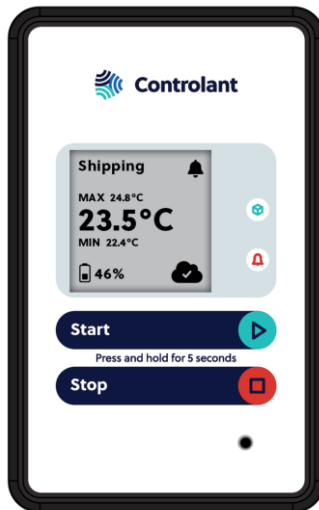 Controlant
Shipping
MAX 24.8°C
23.5°C
MIN 22.4°C
46%
Start
Press and hold for 5 seconds
Stop